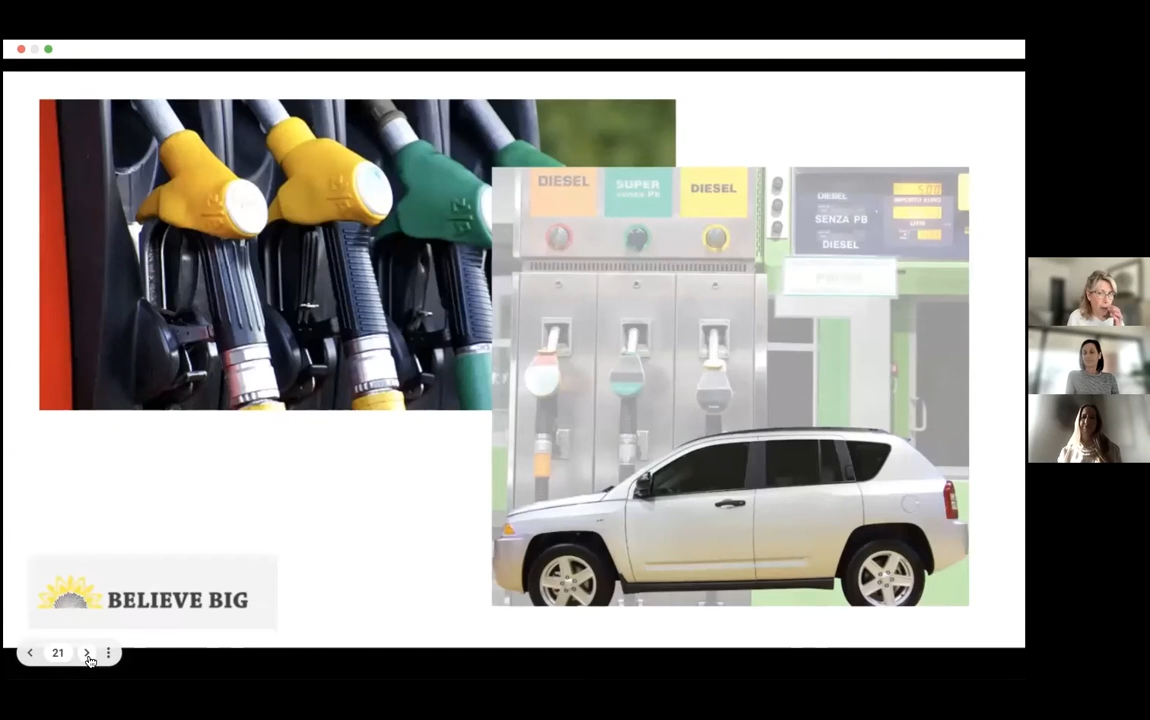 DIESEL
SUPER
DIESEL
DIESEL
SENZA PB
DIESEL
BELIEVE BIG
21